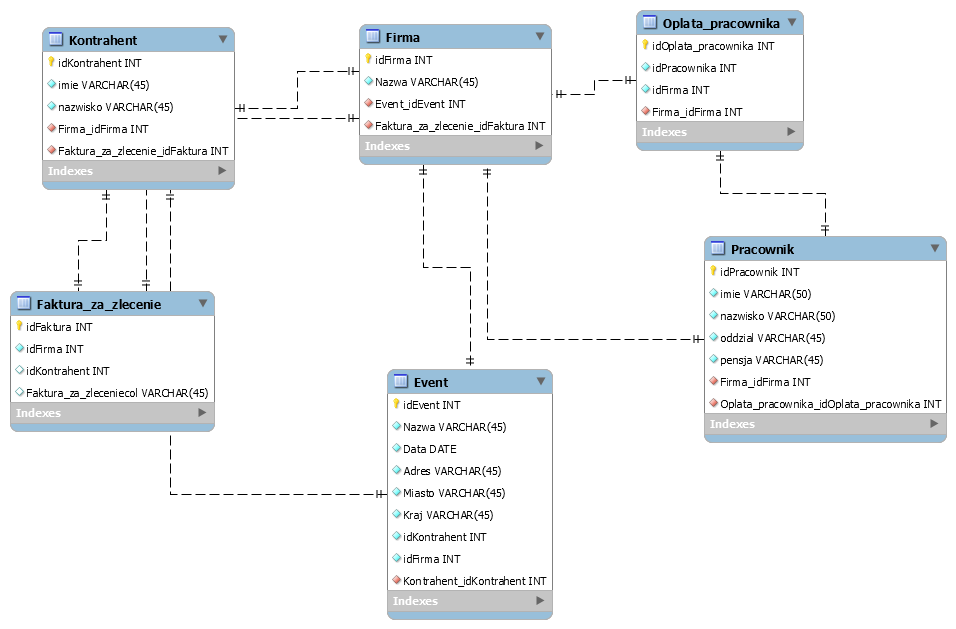 Kontrahent
idKontrahent INT
imie VARCHAR(45)
nazwisko VARCHAR(45)
Firma_idFirma INT
Faktura_za_zlecenie_idFaktura INT
Indexes
Firma
idFirma INT
Nazwa VARCHAR(45)
Event_idEvent INT
Faktura_za_zlecenie_idFaktura INT
Indexes
Oplata_pracownika
idOplata_pracownika INT
idPracownika INT
idFirma INT
Firma_idFirma INT
Indexes
Faktura_za_zlecenie
idFaktura INT
idFirma INT
idKontrahent INT
Faktura_za_zleceniecol VARCHAR(45)
Indexes
Event
idEvent INT
Nazwa VARCHAR(45)
Data DATE
Adres VARCHAR(45)
Miasto VARCHAR(45)
Kraj VARCHAR(45)
idKontrahent INT
idFirma INT
Kontrahent_idKontrahent INT
Indexes
Pracownik
idPracownik INT
imie VARCHAR(50)
nazwisko VARCHAR(50)
oddzial VARCHAR(45)
pensja VARCHAR(45)
Firma_idFirma INT
Oplata_pracownika_idOplata_pracownika INT
Indexes